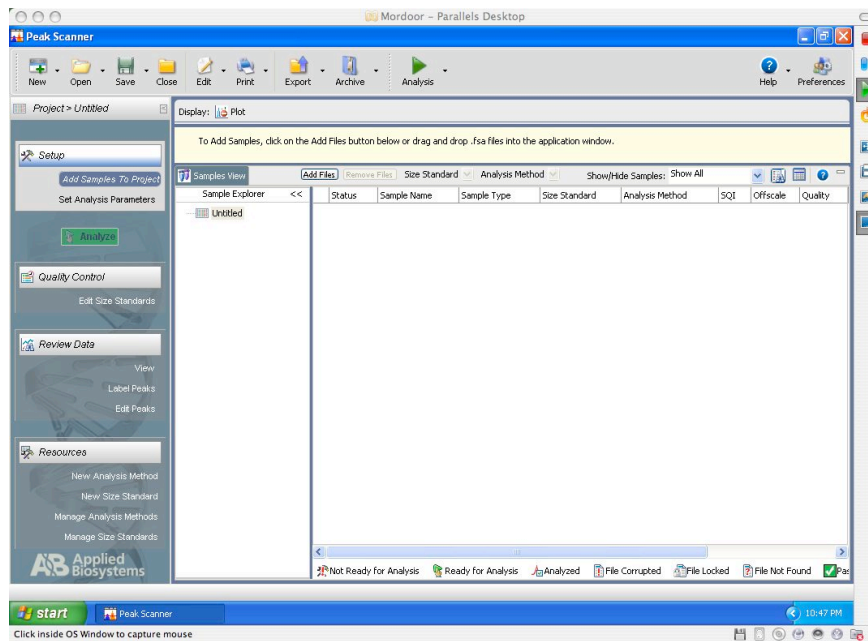 Mordoor – Parallels Desktop
Peak Scanner
New Open Save Close Edit Print Export Archive Analysis Help Preferences
Project > Untitled
Display: Plot
To Add Samples, click on the Add Files button below or drag and drop .fsa files into the application window.
Setup
Add Samples To Project
Set Analysis Parameters
Analyze
Quality Control
Edit Size Standards
Review Data
View
Label Peaks
Edit Peaks
Resources
New Analysis Method
New Size Standard
Manage Analysis Methods
Manage Size Standards
AB Applied Biosystems
Samples View Add Files Remove Files Size Standard Analysis Method Show/Hide Samples: Show All
Sample Explorer << Status Sample Name Sample Type Size Standard Analysis Method SQI Offscale Quality
Untitled
Not Ready for Analysis Ready for Analysis Analyzed File Corrupted File Locked File Not Found Pas
start Peak Scanner 10:47 PM
Click inside OS Window to capture mouse